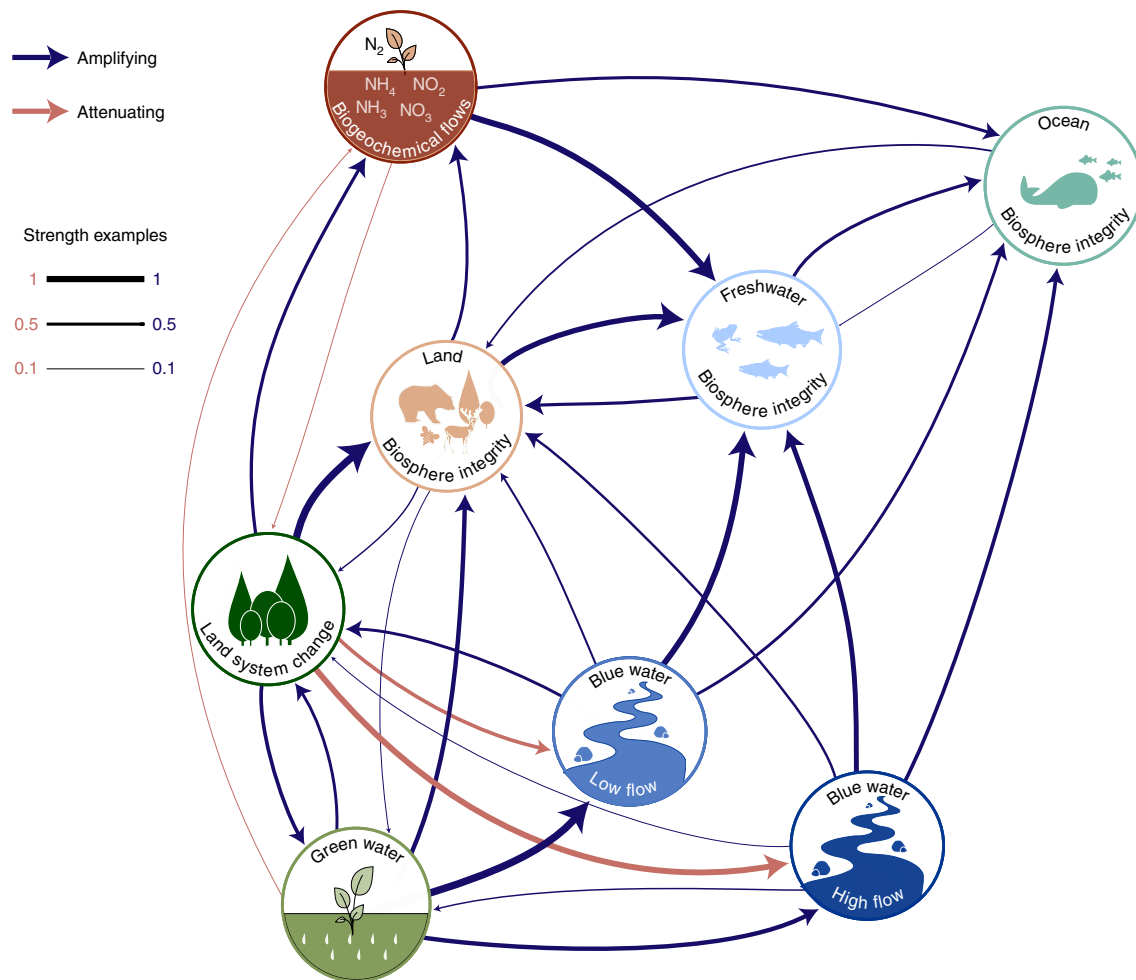 Amplifying
Attenuating
Strength examples
1 1
0.5 0.5
0.1 0.1
N₂
NH₄ NO₂
NH₃ NO₃
Biogeochemical flows
Ocean
Biosphere integrity
Freshwater
Biosphere integrity
Land
Biosphere integrity
Land system change
Blue water
Low flow
Blue water
High flow
Green water